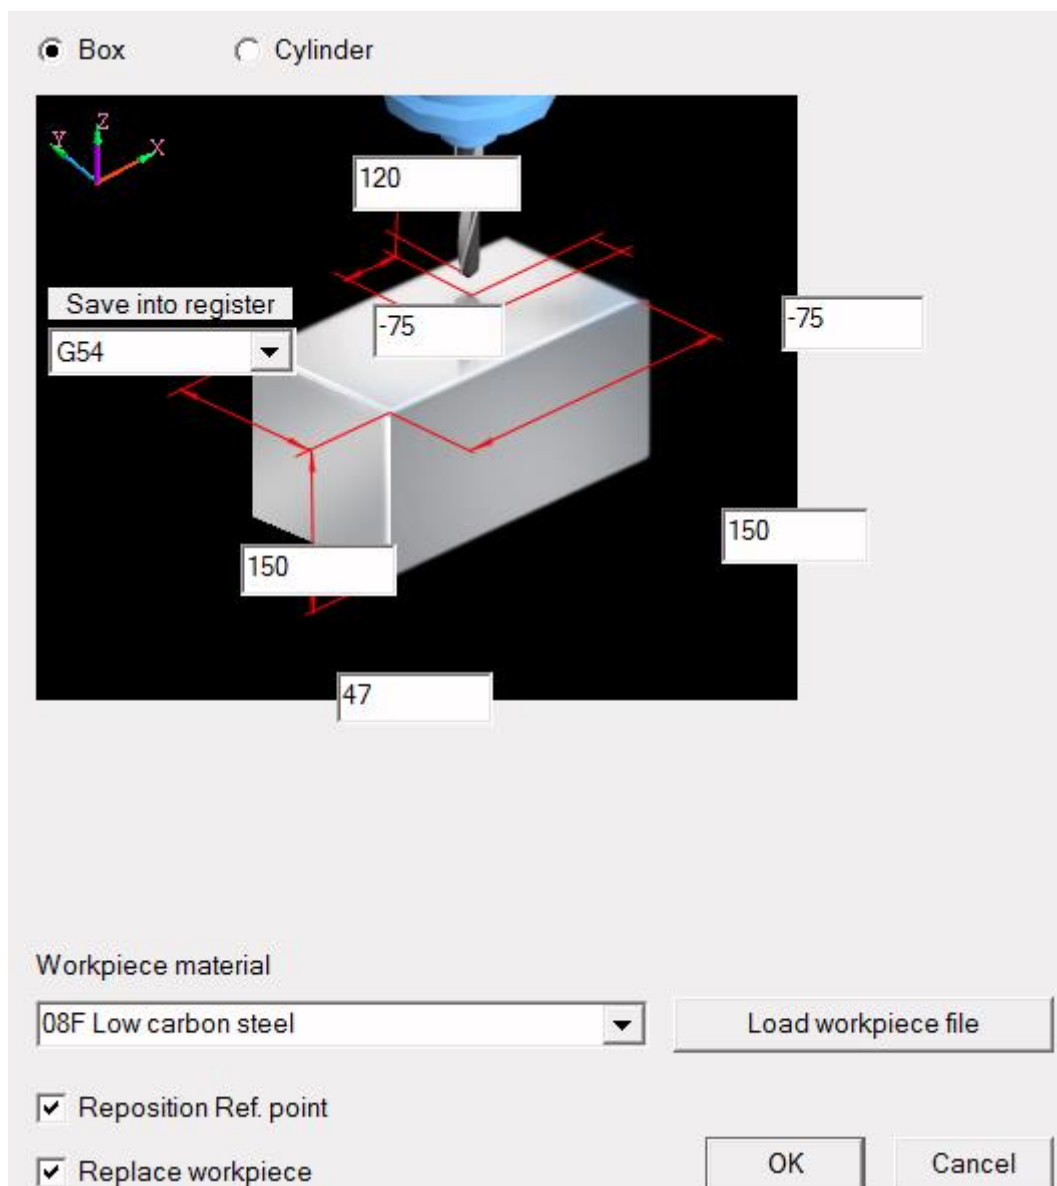 Box
Cylinder
Y
Z
X
120
Save into register
G54
-75
-75
150
150
47
Workpiece material
08F Low carbon steel
Load workpiece file
Reposition Ref. point
Replace workpiece
OK
Cancel